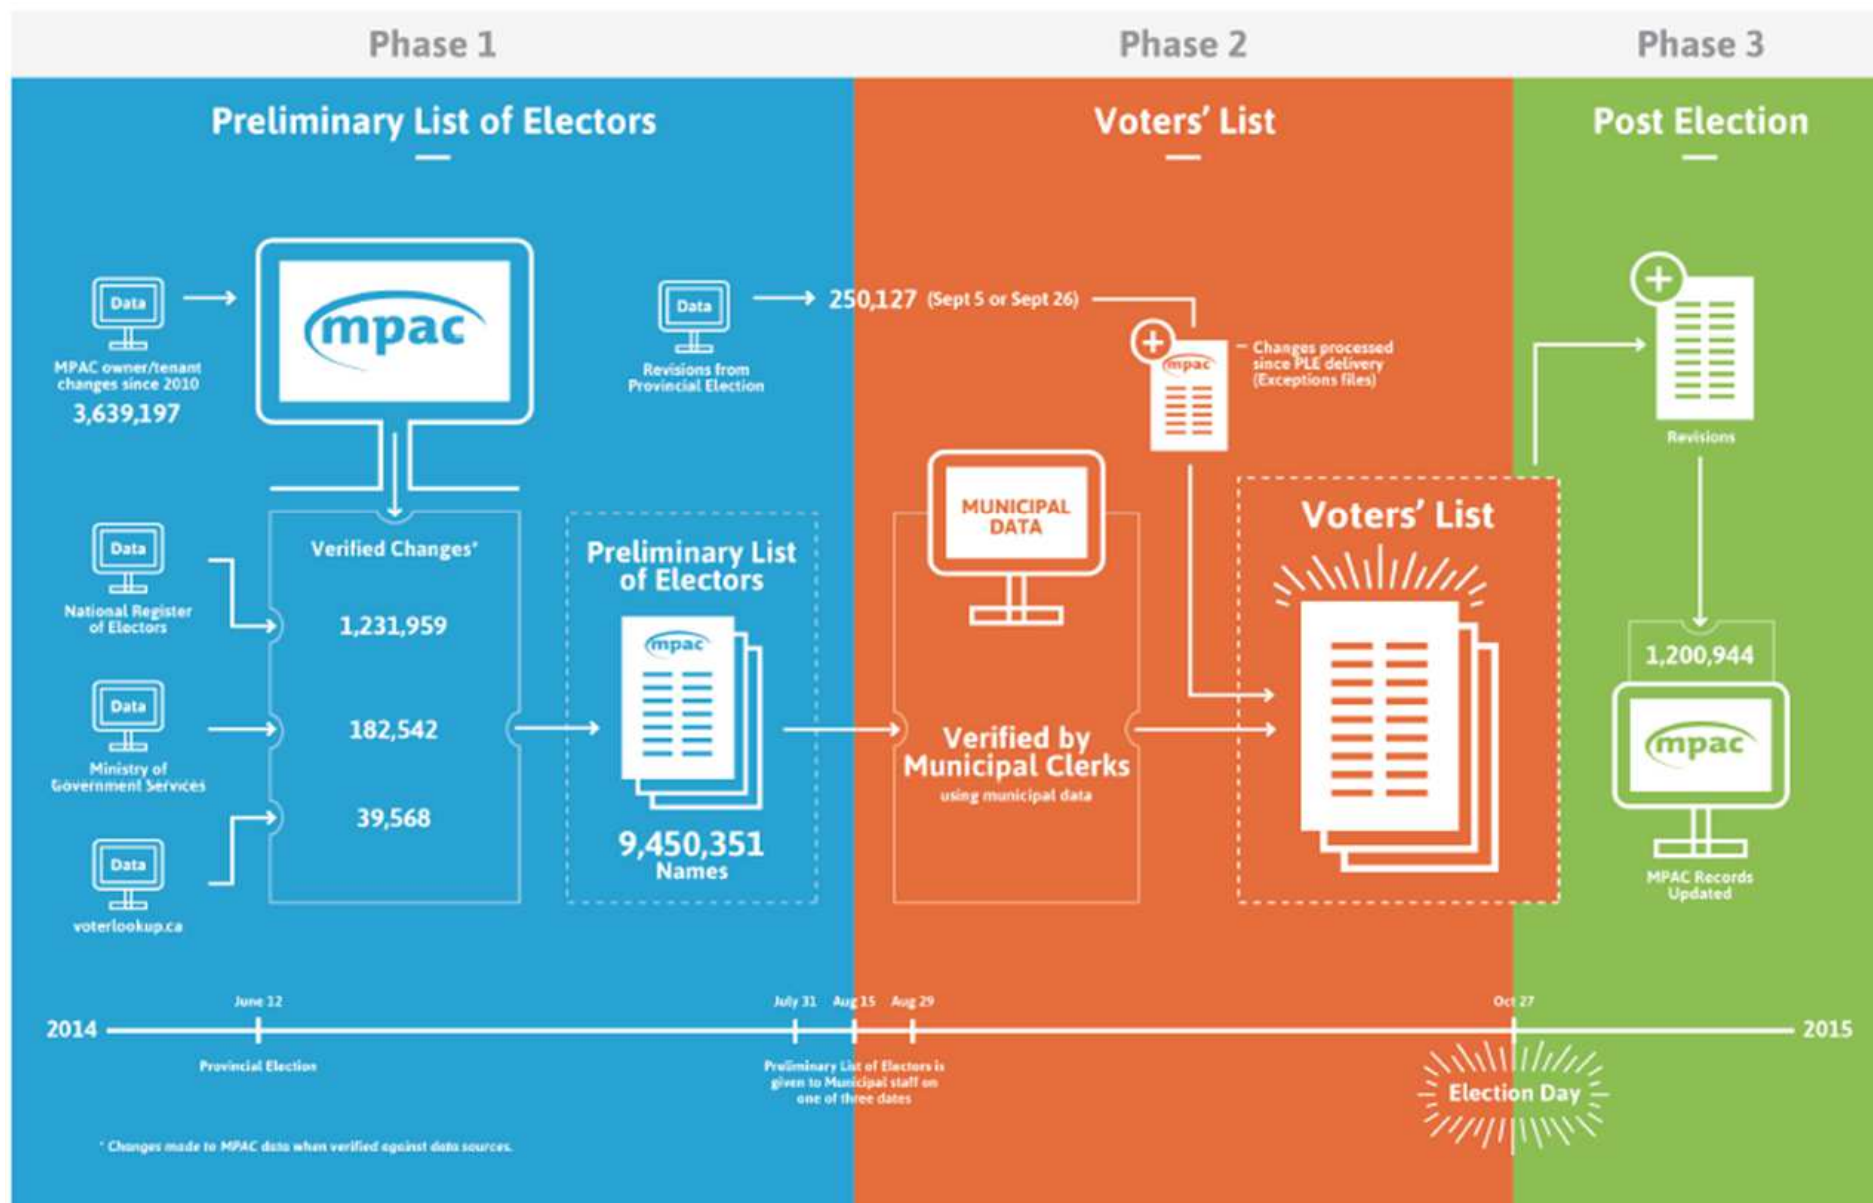 Phase 1
Phase 2
Phase 3
Preliminary List of Electors
Voters' List
Post Election
Data
MPAC owner/tenant
changes since 2010
3,639,197
mpac
Data
Revisions from
Provincial Election
250,127 (Sept 5 or Sept 26)
mpac
Changes processed
since PLE delivery
(Exceptions files)
Revisions
Data
National Register
of Electors
Data
Ministry of
Government Services
Data
voterlookup.ca
Verified Changes*
1,231,959
182,542
39,568
Preliminary List
of Electors
mpac
9,450,351
Names
MUNICIPAL
DATA
Verified by
Municipal Clerks
using municipal data
Voters' List
1,200,944
mpac
MPAC Records
Updated
2014
June 12
Provincial Election
July 31
Aug 15
Aug 29
Preliminary List of Electors is
given to Municipal staff on
one of three dates
Oct 27
Election Day
2015
* Changes made to MPAC data when verified against data sources.